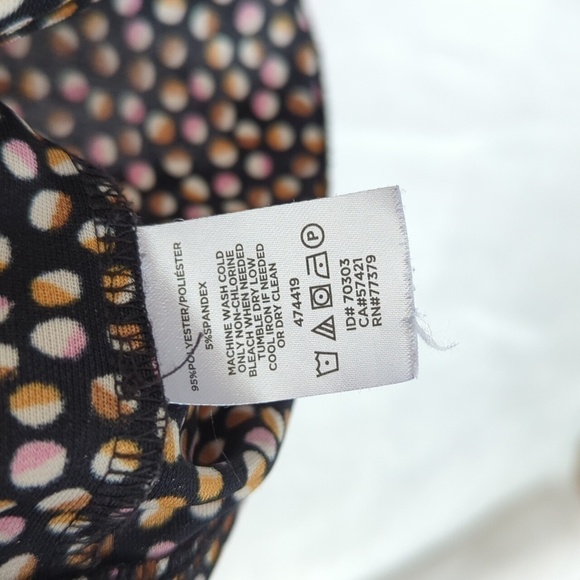 95%POLYESTER/POLIÉSTER
5%SPANDEX
MACHINE WASH COLD
ONLY NON-CHLORINE
BLEACH WHEN NEEDED
TUMBLE DRY LOW
COOL IRON IF NEEDED
OR DRY CLEAN
474419
P
ID# 70303
CA#57421
RN#77379